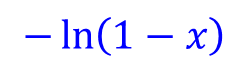 − ln(1 − x)